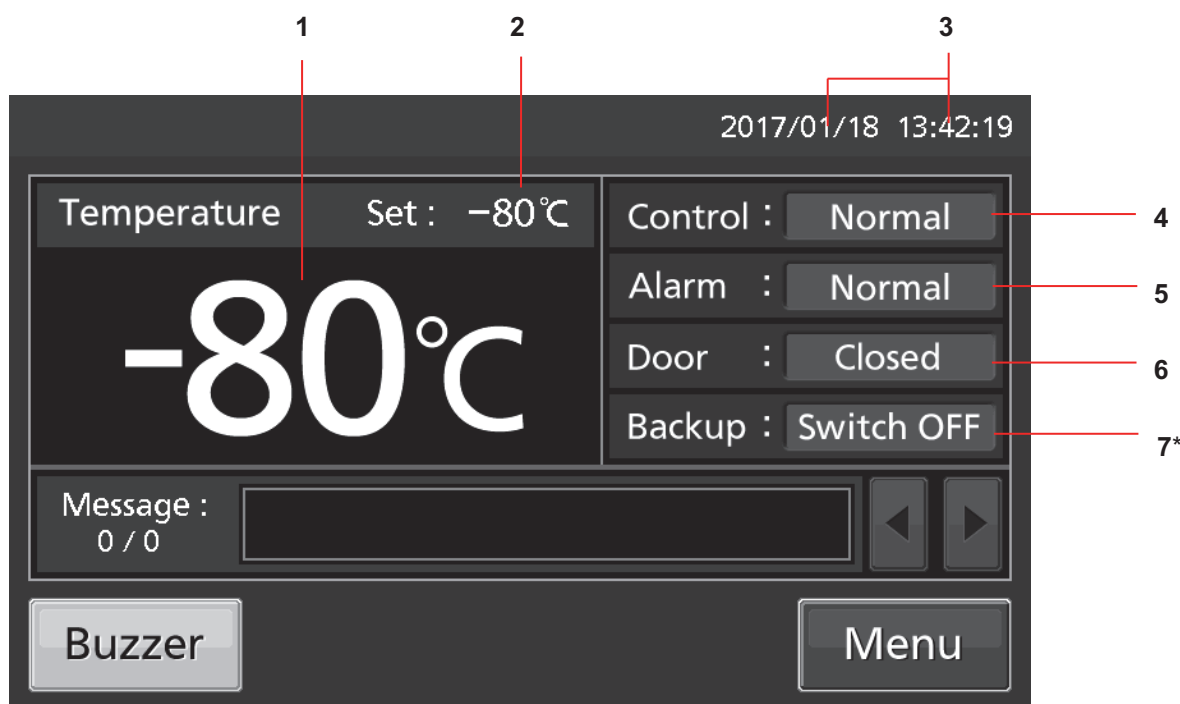 1 2 3
2017/01/18 13:42:19
Temperature Set : −80℃
-80℃
Control : Normal 4
Alarm : Normal 5
Door : Closed 6
Backup : Switch OFF 7*
Message :
0 / 0
Buzzer Menu